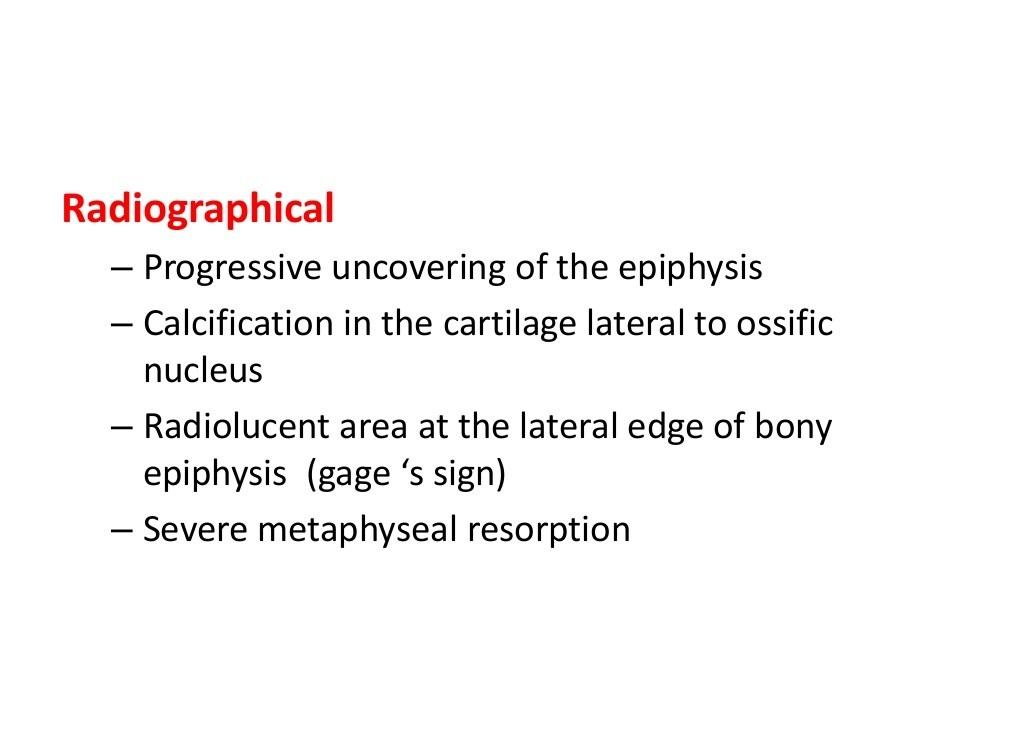 Radiographical
– Progressive uncovering of the epiphysis
– Calcification in the cartilage lateral to ossific
nucleus
– Radiolucent area at the lateral edge of bony
epiphysis  (gage ‘s sign)
– Severe metaphyseal resorption